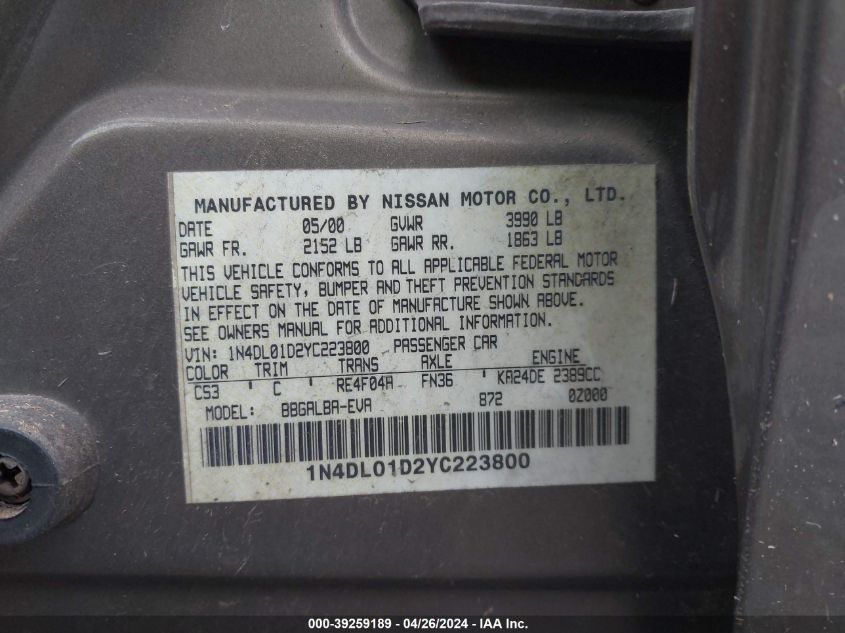 MANUFACTURED BY NISSAN MOTOR CO., LTD.
DATE 05/00 GVWR 3990 LB
GAWR FR. 2152 LB GAWR RR. 1863 LB
THIS VEHICLE CONFORMS TO ALL APPLICABLE FEDERAL MOTOR
VEHICLE SAFETY, BUMPER AND THEFT PREVENTION STANDARDS
IN EFFECT ON THE DATE OF MANUFACTURE SHOWN ABOVE.
SEE OWNERS MANUAL FOR ADDITIONAL INFORMATION.
VIN: 1N4DL01D2YC223800 PASSENGER CAR
COLOR TRIM TRANS AXLE ENGINE
CS3 C RE4F04A FN36 KA24DE 2389CC
MODEL: BBGALBA-EVA 872 0Z000
1N4DL01D2YC223800
000-39259189 - 04/26/2024 - IAA Inc.